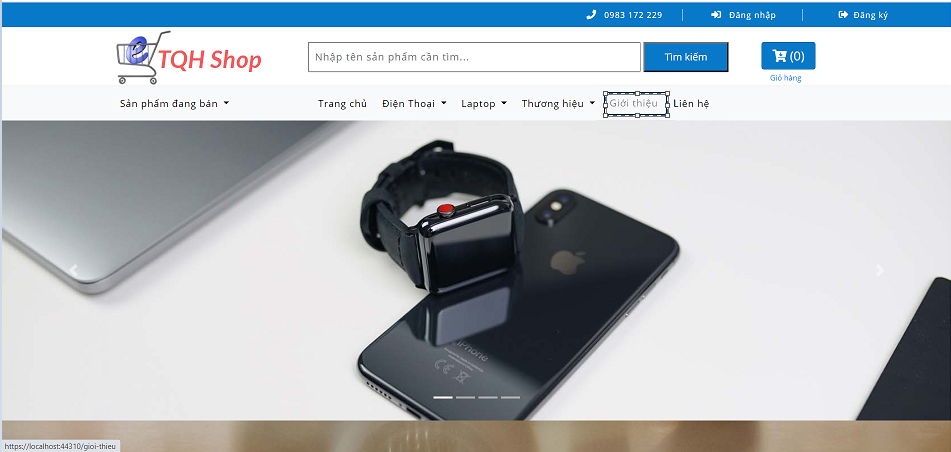 0983 172 229 Đăng nhập Đăng ký
TQH Shop
Nhập tên sản phẩm cần tìm... Tìm kiếm (0)
Giỏ hàng
Sản phẩm đang bán Trang chủ Điện Thoại Laptop Thương hiệu Giới thiệu Liên hệ
iPhone
https://localhost:44310/gioi-thieu